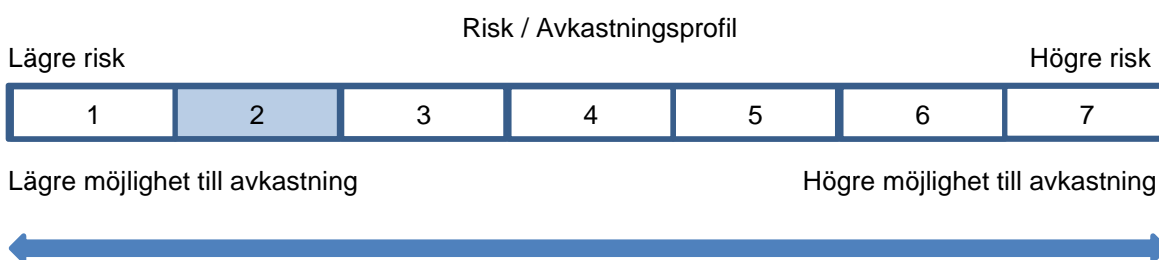 Risk / Avkastningsprofil
Lägre risk Högre risk
1 2 3 4 5 6 7
Lägre möjlighet till avkastning Högre möjlighet till avkastning